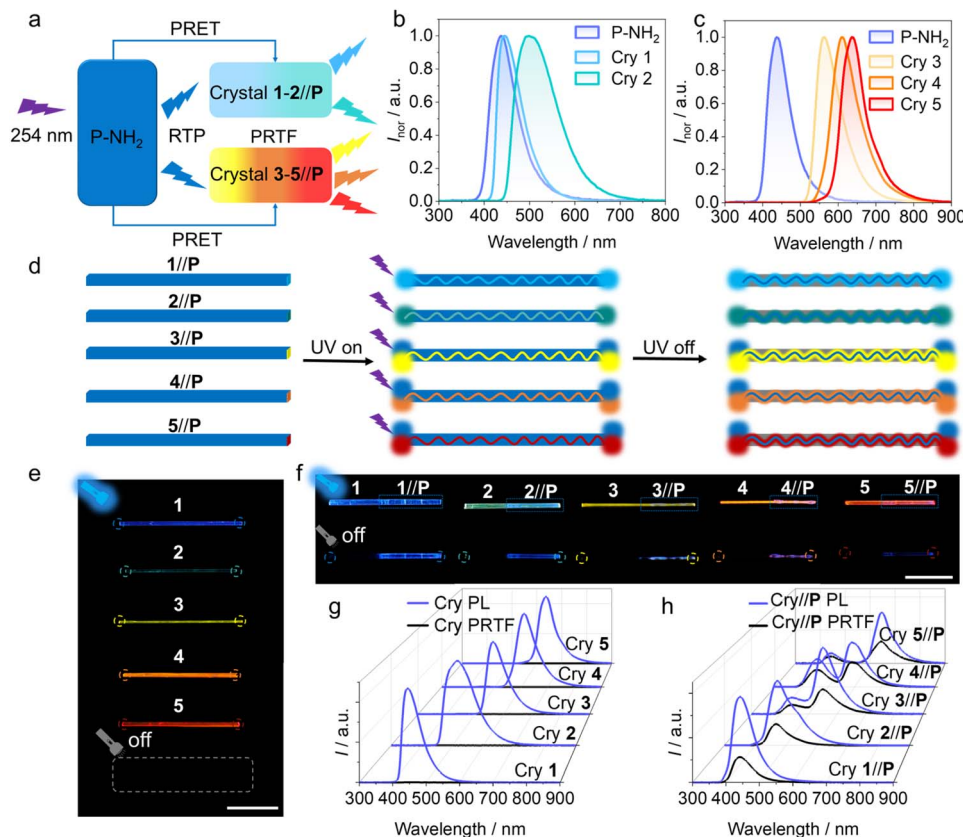 a
PRET
254 nm
P-NH₂
RTP
Crystal 1-2//P
PRTF
Crystal 3-5//P
PRET
b
P-NH₂
Cry 1
Cry 2
1.0
0.8
0.6
0.4
0.2
0.0
Inor / a.u.
300 400 500 600 700 800
Wavelength / nm
c
P-NH₂
Cry 3
Cry 4
Cry 5
1.0
0.8
0.6
0.4
0.2
0.0
Inor / a.u.
300 400 500 600 700 800 900
Wavelength / nm
d
1//P
2//P
3//P
4//P
5//P
UV on
UV off
e
1
2
3
4
5
off
f
1 1//P 2 2//P 3 3//P 4 4//P 5 5//P
off
g
Cry PL
Cry PRTF
Cry 5
Cry 4
Cry 3
Cry 2
Cry 1
I / a.u.
300 400 500 600 700 800 900
Wavelength / nm
h
Cry//P PL
Cry//P PRTF
Cry 5//P
Cry 4//P
Cry 3//P
Cry 2//P
Cry 1//P
I / a.u.
300 400 500 600 700 800 900
Wavelength / nm